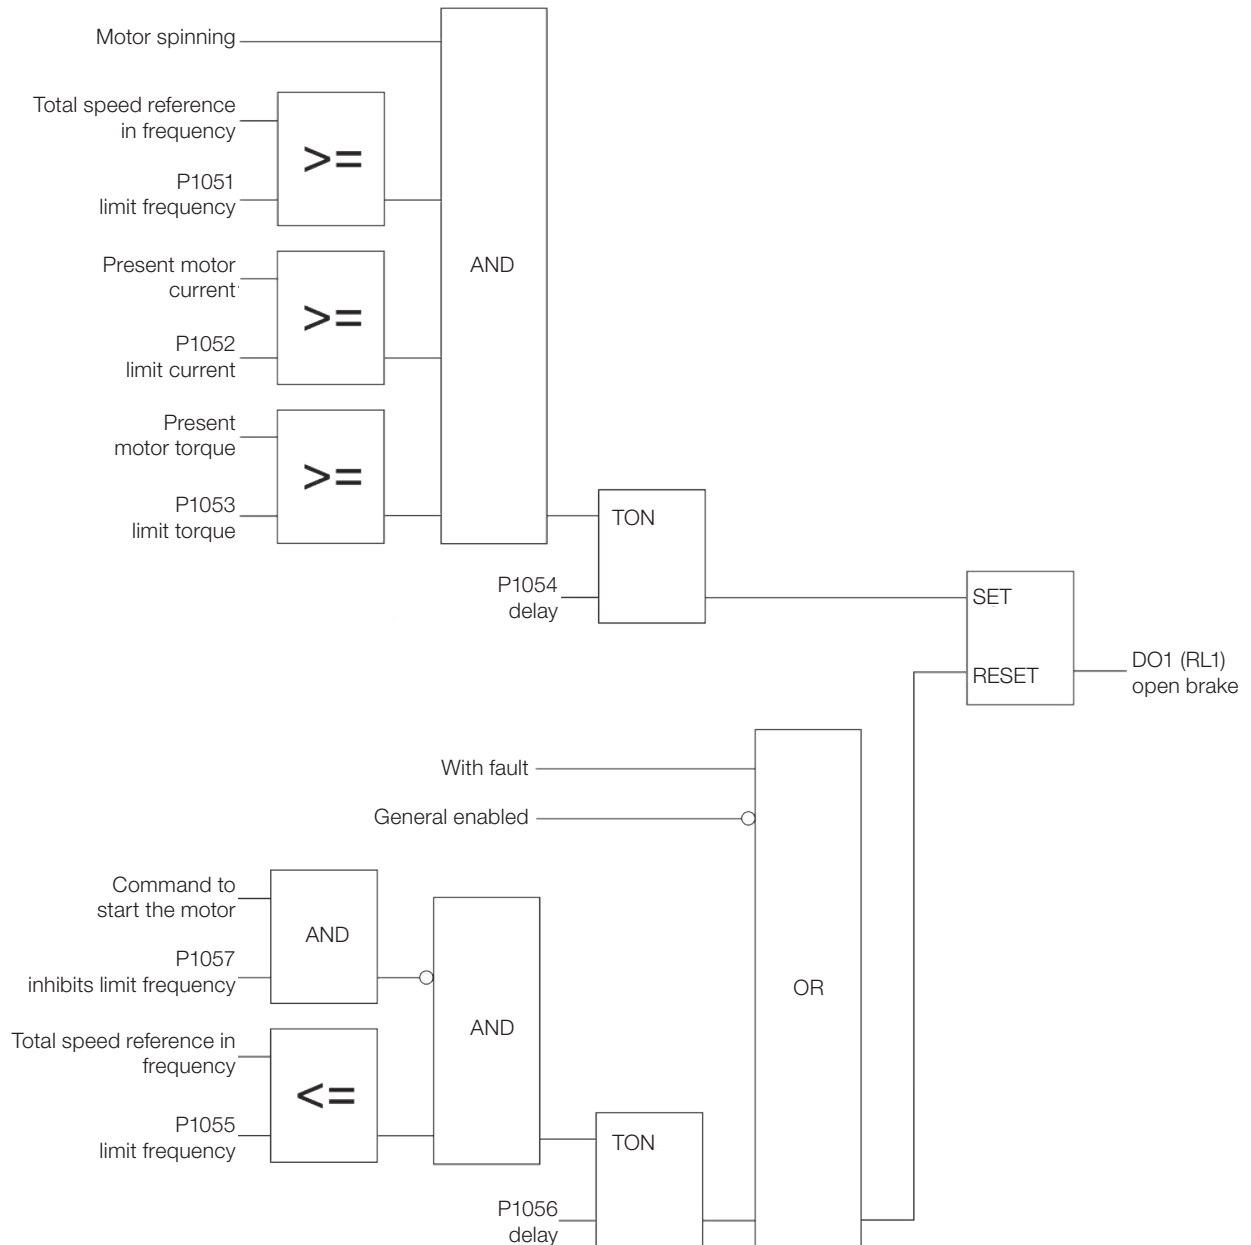 Motor spinning
Total speed reference
in frequency
>=
P1051
limit frequency
Present motor
current
>=
AND
P1052
limit current
Present
motor torque
>=
P1053
limit torque
TON
P1054
delay
SET
RESET
DO1 (RL1)
open brake
With fault
General enabled
Command to
start the motor
AND
P1057
inhibits limit frequency
AND
OR
Total speed reference in
frequency
<=
P1055
limit frequency
TON
P1056
delay